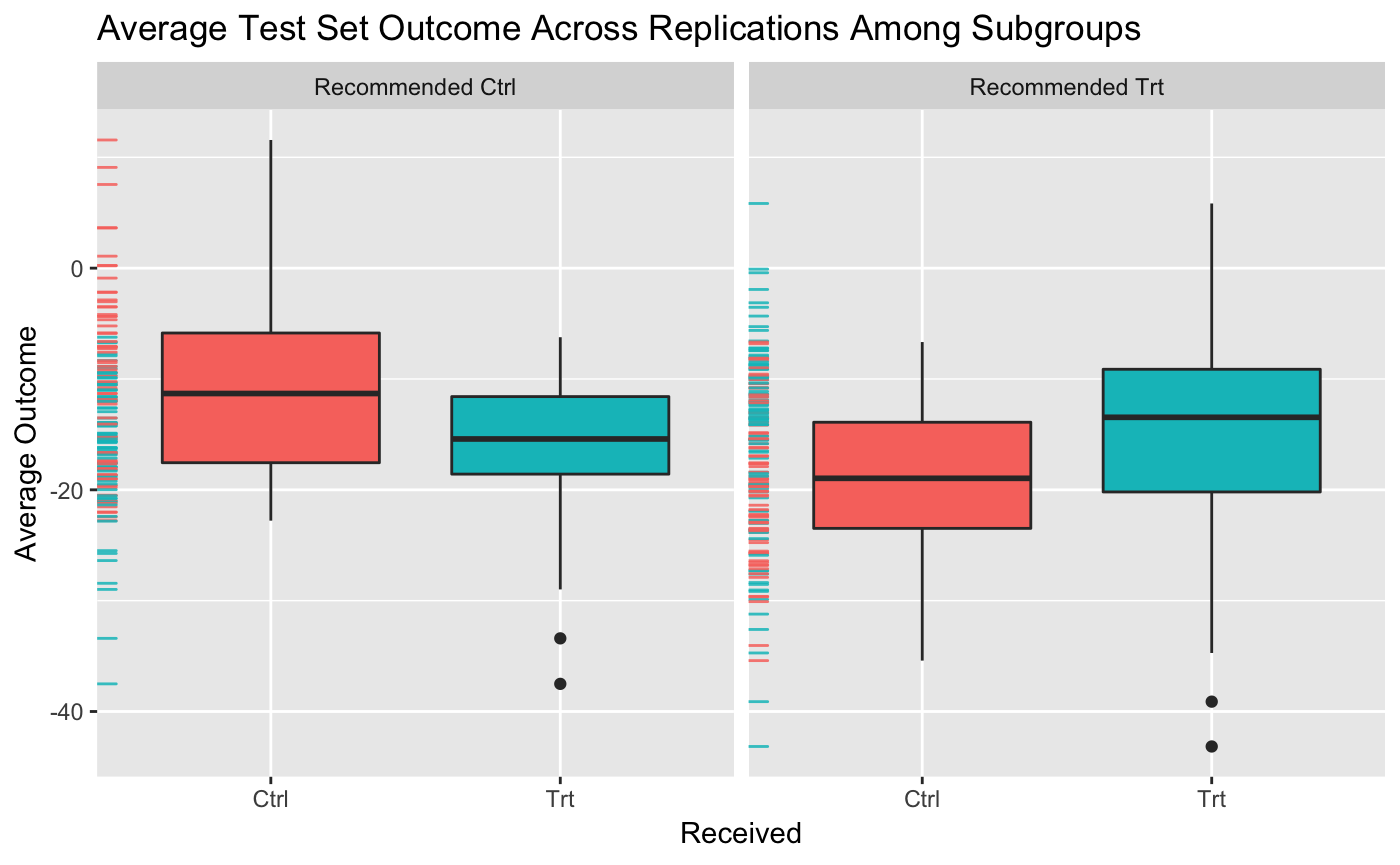 Average Test Set Outcome Across Replications Among Subgroups
Recommended Ctrl
Recommended Trt
Average Outcome
0
-20
-40
Ctrl
Trt
Ctrl
Trt
Received